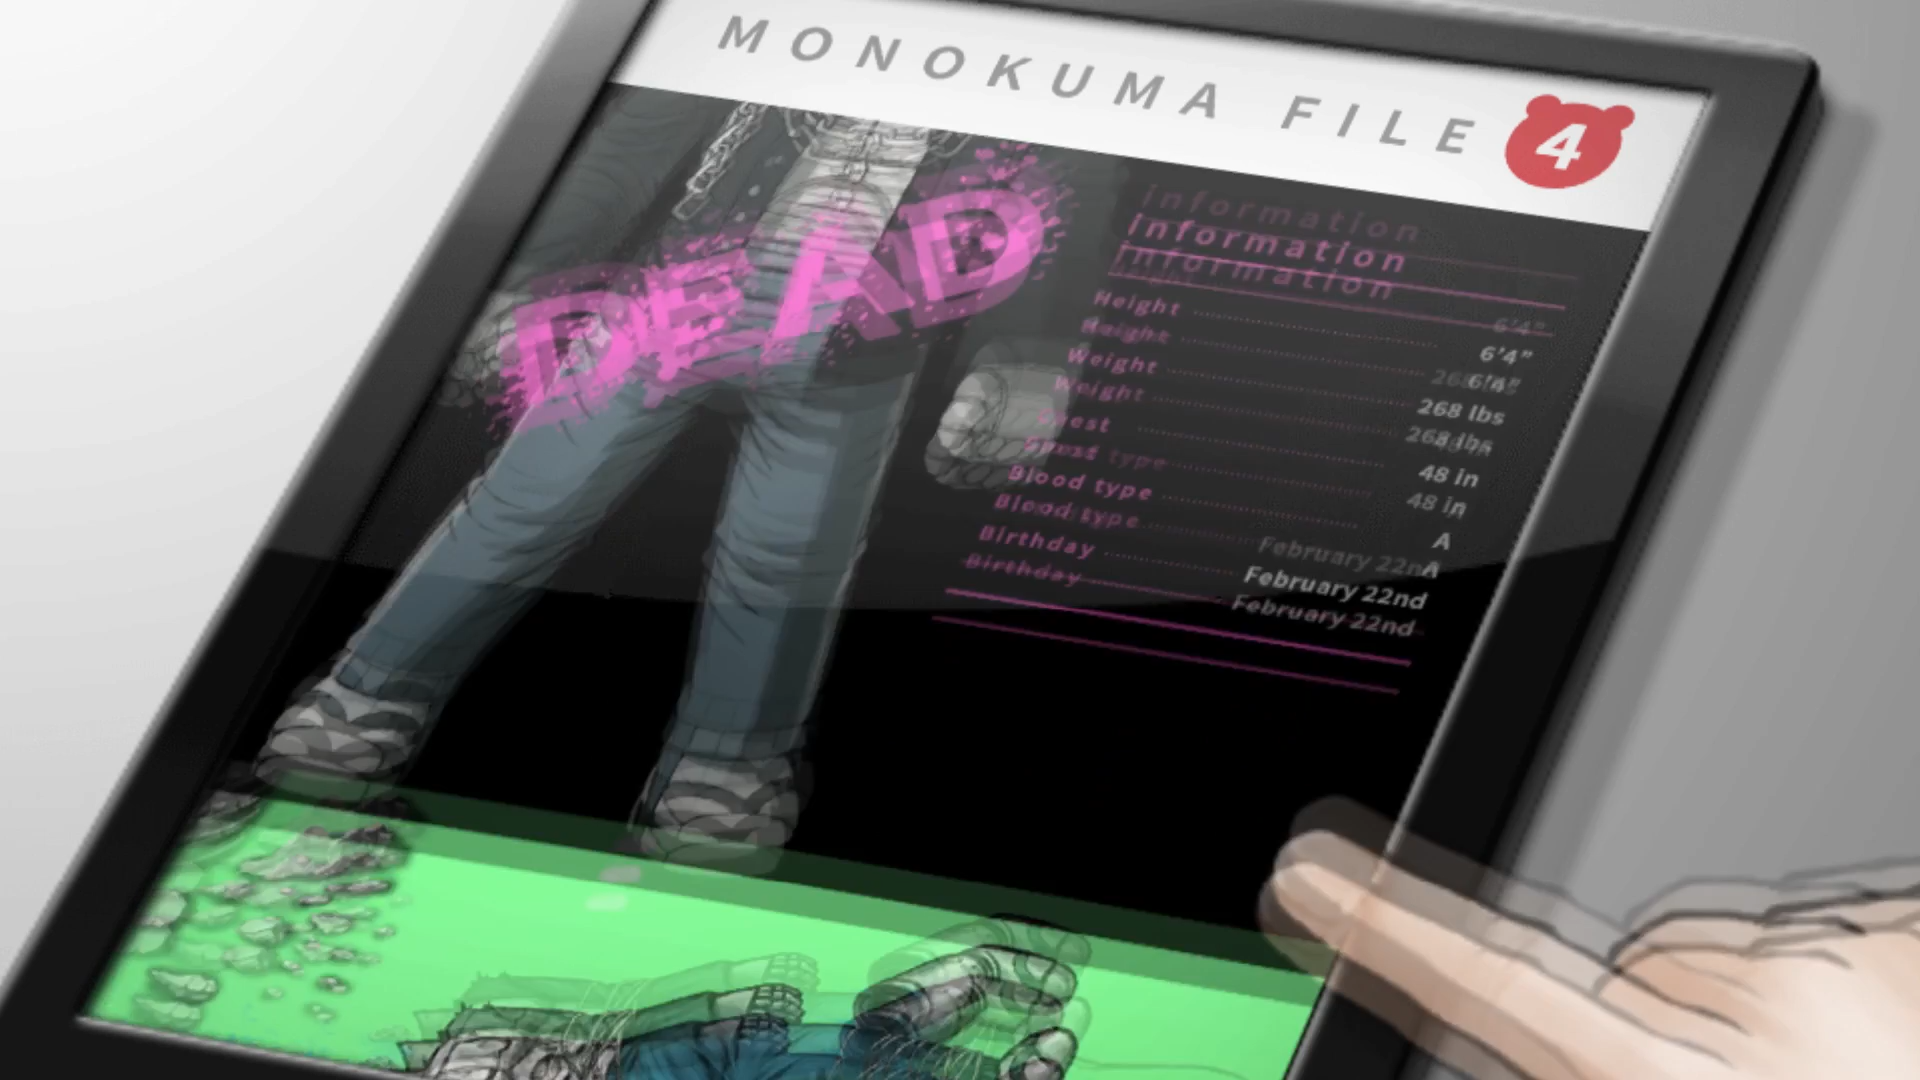 MONOKUMA FILE 4
DEAD
Information
Height 6'4"
Weight 268 lbs
Chest 48 in
Blood type A
Birthday February 22nd